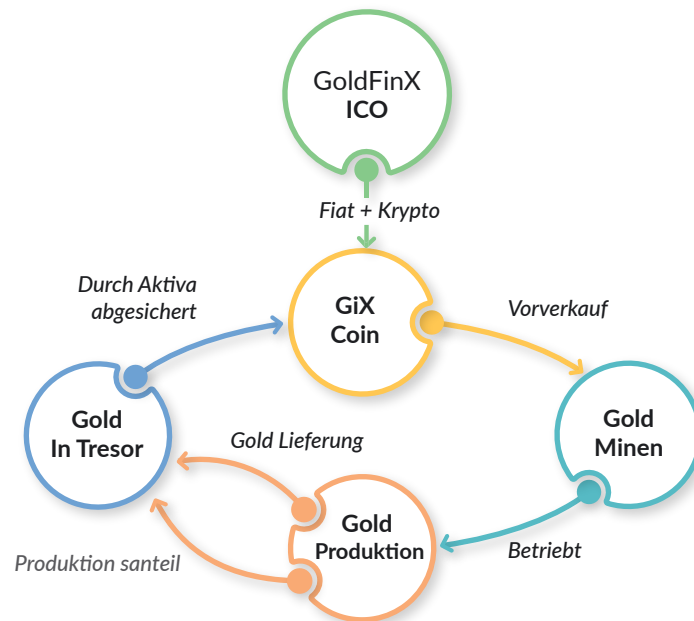 GoldFinX
ICO
Fiat + Krypto
Durch Aktiva
abgesichert
GiX
Coin
Vorverkauf
Gold
In Tresor
Gold Lieferung
Gold
Minen
Gold
Produktion
Produktion santeil
Betriebt